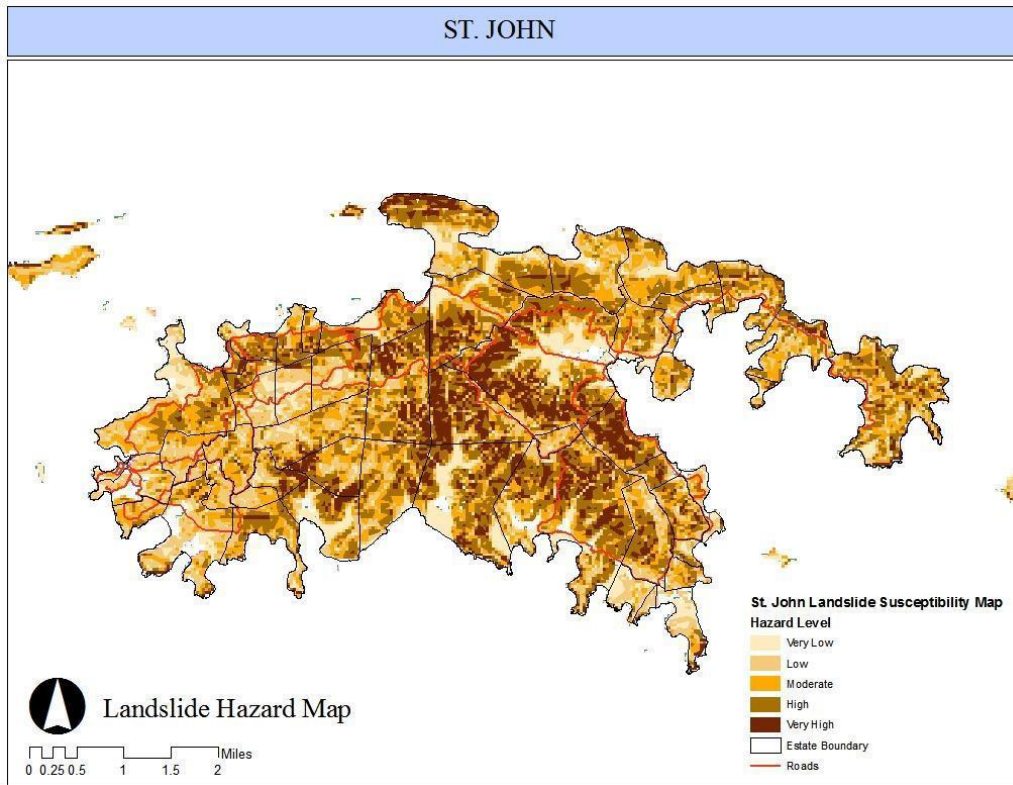 ST. JOHN
St. John Landslide Susceptibility Map
Hazard Level
Very Low
Low
Moderate
High
Very High
Estate Boundary
Roads
Landslide Hazard Map
Miles
0 0.25 0.5 1 1.5 2